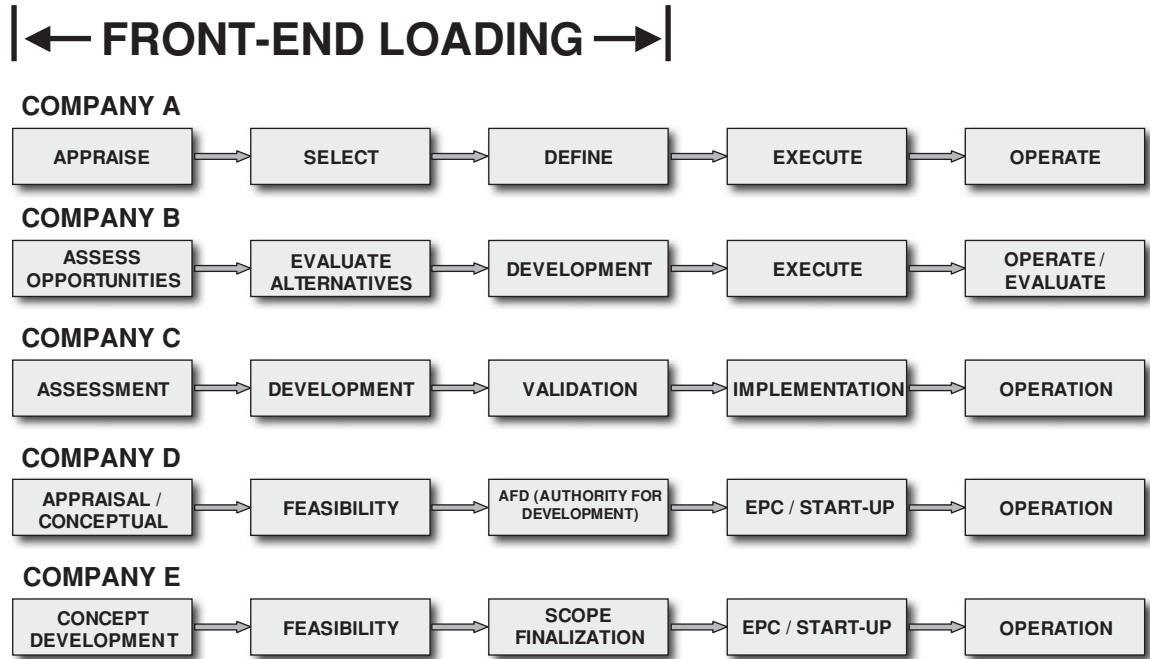 FRONT-END LOADING
COMPANY A
APPRAISE
SELECT
DEFINE
EXECUTE
OPERATE
COMPANY B
ASSESS
OPPORTUNITIES
EVALUATE
ALTERNATIVES
DEVELOPMENT
EXECUTE
OPERATE /
EVALUATE
COMPANY C
ASSESSMENT
DEVELOPMENT
VALIDATION
IMPLEMENTATION
OPERATION
COMPANY D
APPRAISAL /
CONCEPTUAL
FEASIBILITY
AFD (AUTHORITY FOR
DEVELOPMENT)
EPC / START-UP
OPERATION
COMPANY E
CONCEPT
DEVELOPMENT
FEASIBILITY
SCOPE
FINALIZATION
EPC / START-UP
OPERATION